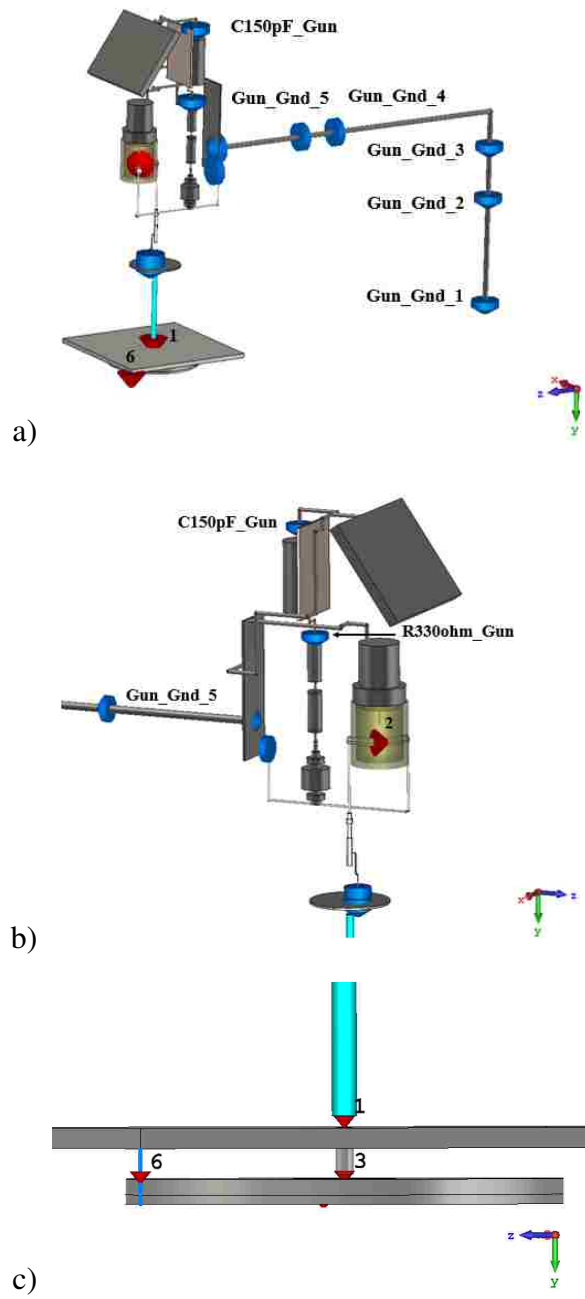 C150pF_Gun
Gun_Gnd_5
Gun_Gnd_4
Gun_Gnd_3
Gun_Gnd_2
Gun_Gnd_1
1
6
x
z
y
a)
C150pF_Gun
R330ohm_Gun
Gun_Gnd_5
2
x
z
y
b)
1
6
3
z
y
c)